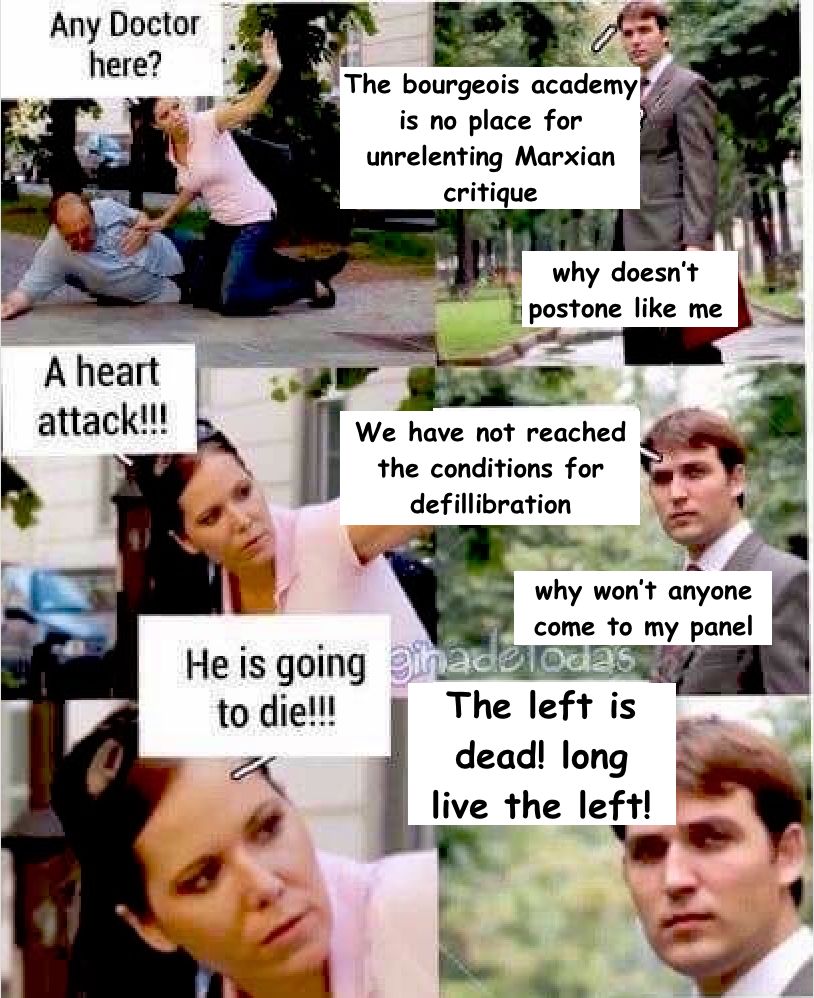 Any Doctor
here?
The bourgeois academy
is no place for
unrelenting Marxian
critique
why doesn't
postone like me
A heart
attack!!!
We have not reached
the conditions for
defillibration
why won't anyone
come to my panel
He is going
to die!!!
ginadeTodas
The left is
dead! long
live the left!